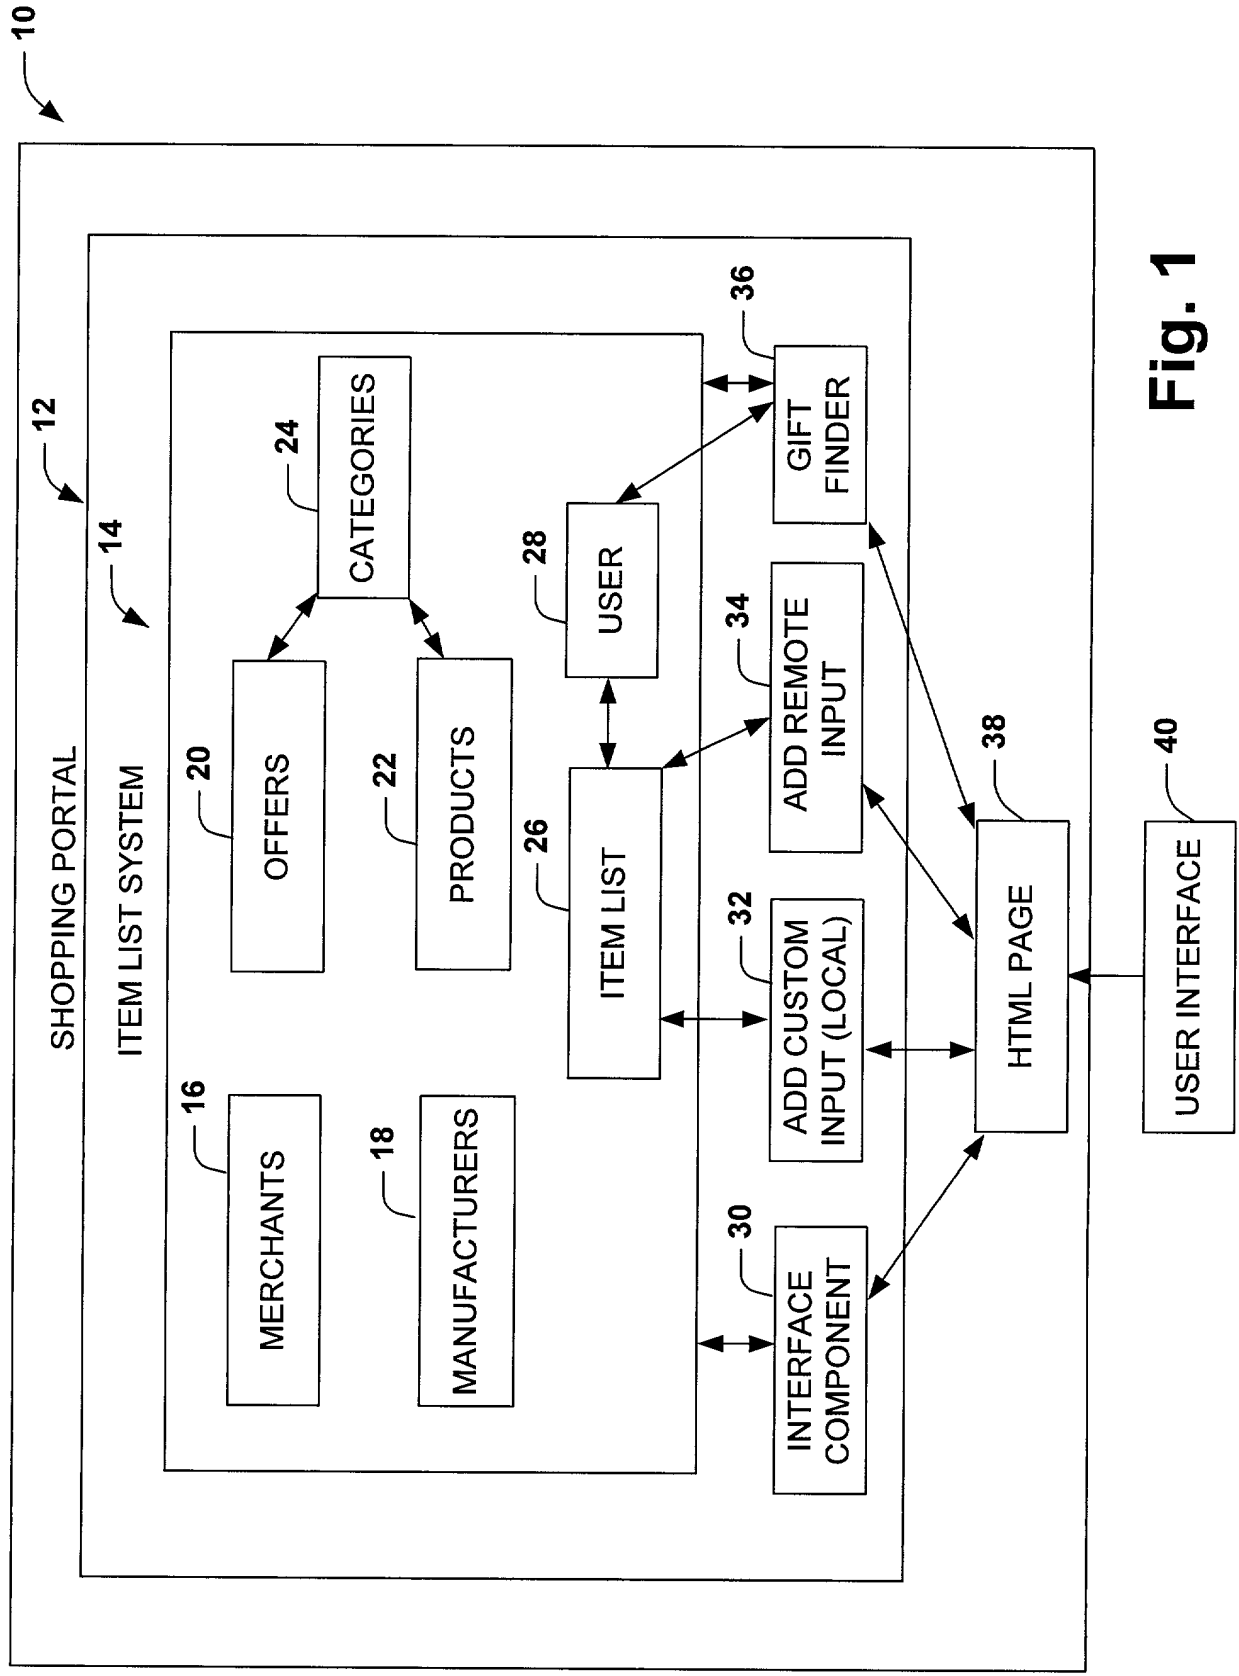 10
SHOPPING PORTAL
12
ITEM LIST SYSTEM
14
16
MERCHANTS
20
OFFERS
24
CATEGORIES
18
MANUFACTURERS
22
PRODUCTS
26
ITEM LIST
28
USER
30
INTERFACE
COMPONENT
32
ADD CUSTOM
INPUT (LOCAL)
34
ADD REMOTE
INPUT
36
GIFT
FINDER
38
HTML PAGE
40
USER INTERFACE
Fig. 1